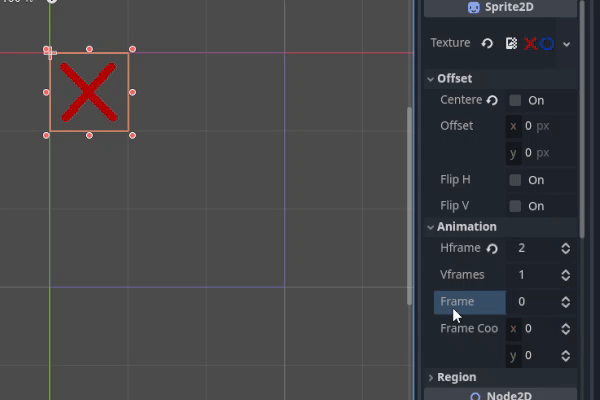 Sprite2D
Texture
Offset
Centere On
Offset x 0 px
y 0 px
Flip H On
Flip V On
Animation
Hframe 2
Vframes 1
Frame 0
Frame Coo x 0
y 0
Region
Node2D